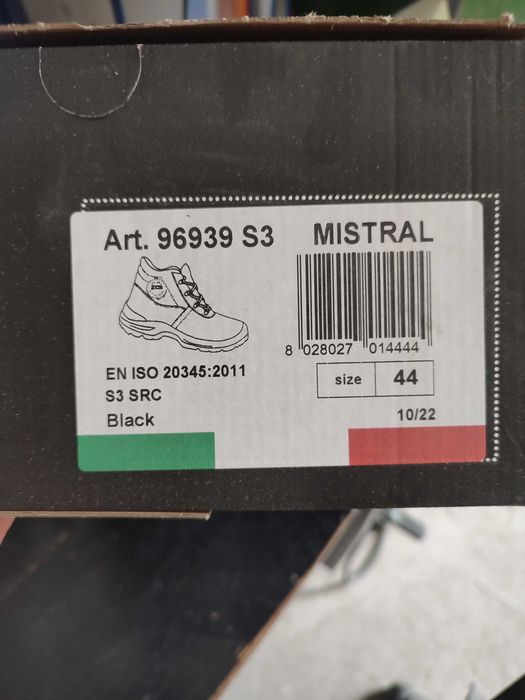 Art. 96939 S3 MISTRAL
8 028027 014444
EN ISO 20345:2011
S3 SRC
size 44
Black
10/22